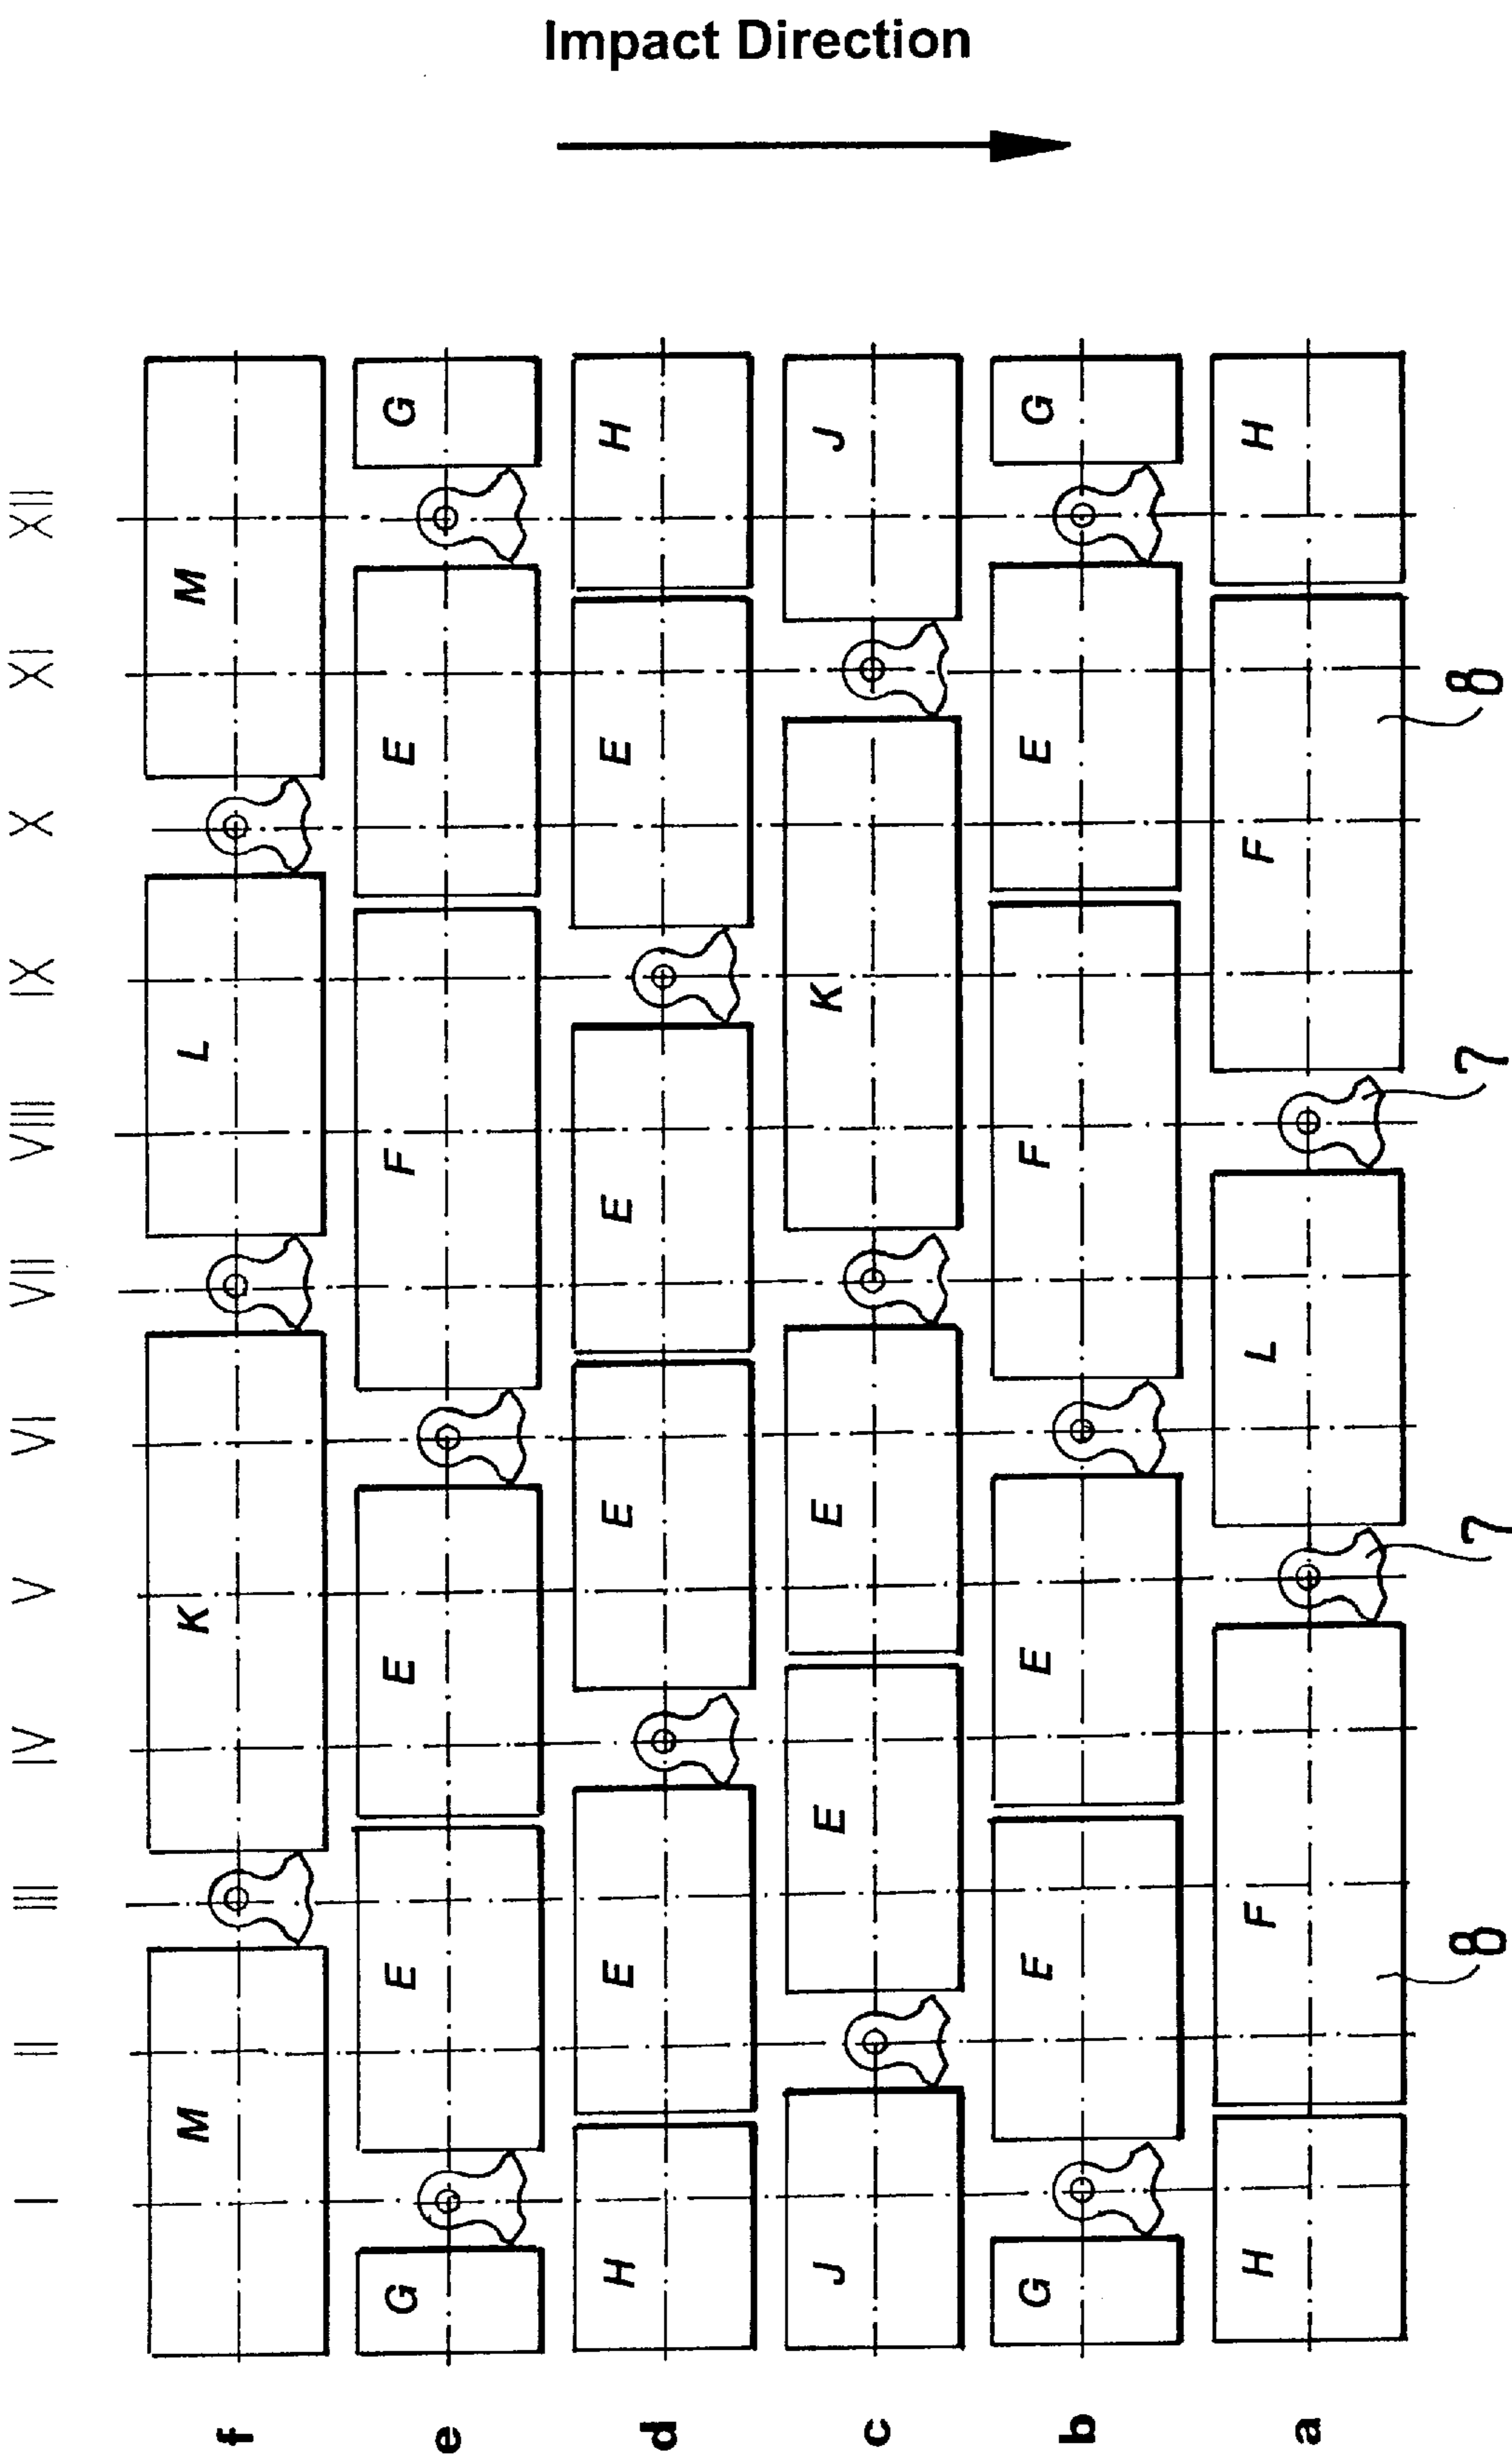 Impact Direction
I II III IV V VI VII VIII IX X XI XII
f M K L M
e G E E F E G
d H E E E E H
c J E E K J
b G E E F E G
a H F L F H
8 7 7 8